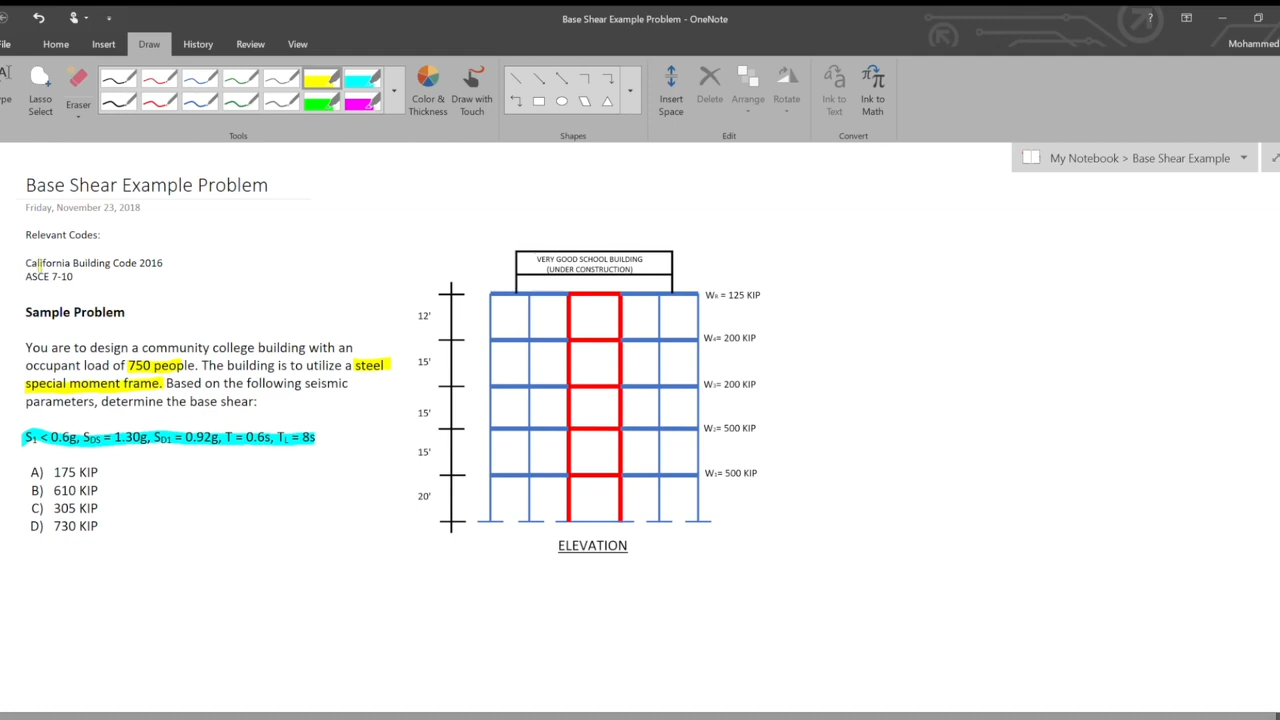 Base Shear Example Problem - OneNote
File Home Insert Draw History Review View
Mohammed
Lasso Select
Eraser
Color & Thickness
Draw with Touch
Insert Space
Delete
Arrange
Rotate
Ink to Text
Ink to Math
Tools
Shapes
Edit
Convert
My Notebook > Base Shear Example
Base Shear Example Problem
Friday, November 23, 2018
Relevant Codes:
California Building Code 2016
ASCE 7-10
Sample Problem
You are to design a community college building with an
occupant load of 750 people. The building is to utilize a steel
special moment frame. Based on the following seismic
parameters, determine the base shear:
S₁ < 0.6g, S_DS = 1.30g, S_D1 = 0.92g, T = 0.6s, T_L = 8s
A) 175 KIP
B) 610 KIP
C) 305 KIP
D) 730 KIP
VERY GOOD SCHOOL BUILDING
(UNDER CONSTRUCTION)
12'
15'
15'
15'
20'
W_R = 125 KIP
W₄= 200 KIP
W₃= 200 KIP
W₂= 500 KIP
W₁= 500 KIP
ELEVATION